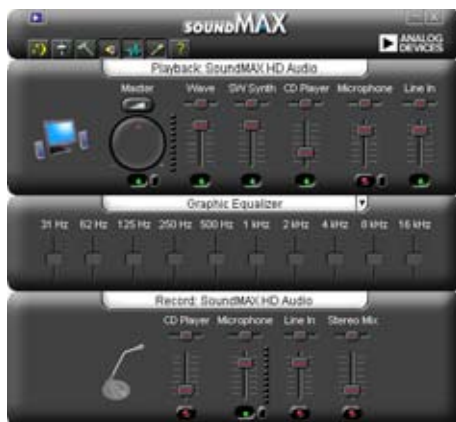 SOUNDMAX
ANALOG
DEVICES
?
Playback: SoundMAX HD Audio
Master Wave SW Synth CD Player Microphone Line In
Graphic Equalizer
31 Hz 62 Hz 125 Hz 250 Hz 500 Hz 1 kHz 2 kHz 4 kHz 8 kHz 16 kHz
Record: SoundMAX HD Audio
CD Player Microphone Line In Stereo Mix